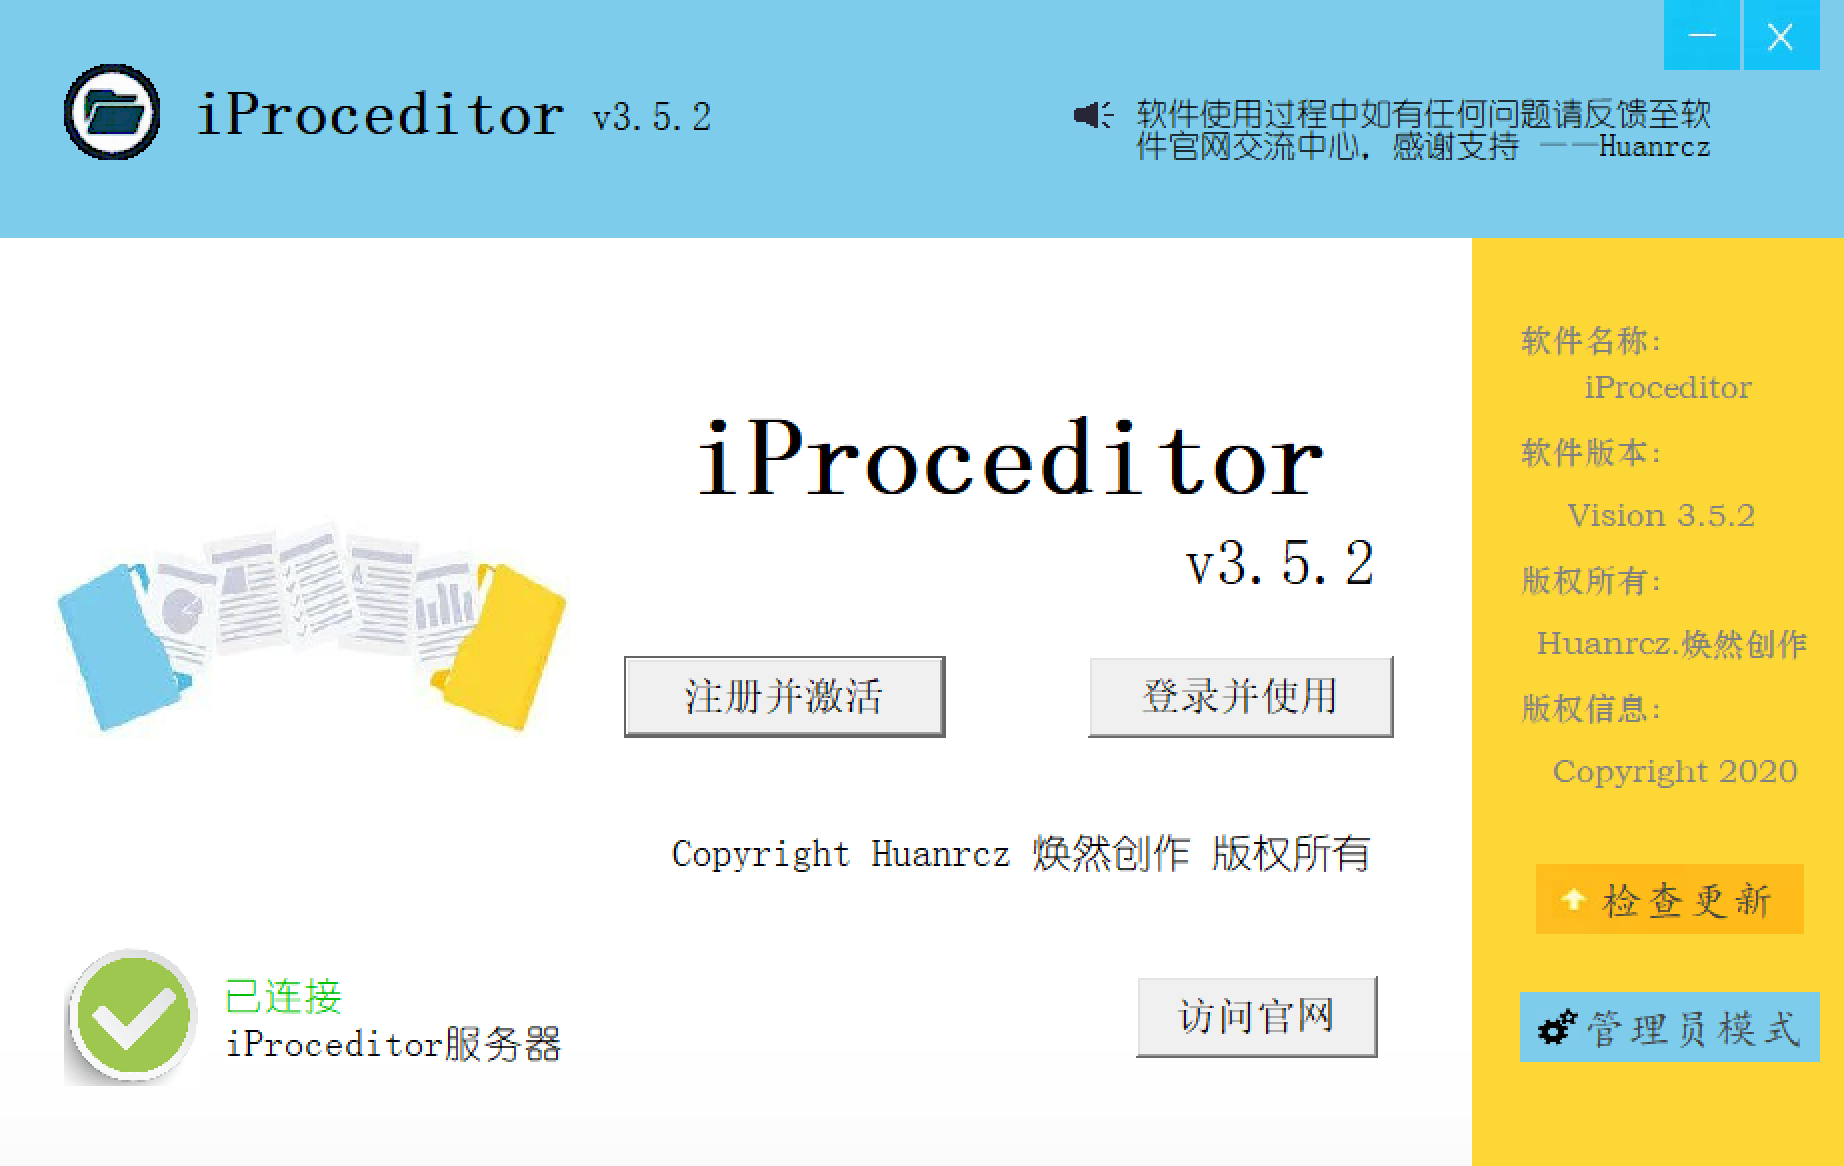 iProceditor v3.5.2
软件使用过程中如有任何问题请反馈至软
件官网交流中心，感谢支持 ——Huanrcz
iProceditor
v3.5.2
注册并激活
登录并使用
Copyright Huanrcz 焕然创作 版权所有
已连接
iProceditor服务器
访问官网
软件名称：
iProceditor
软件版本：
Vision 3.5.2
版权所有：
Huanrcz.焕然创作
版权信息：
Copyright 2020
检查更新
管理员模式